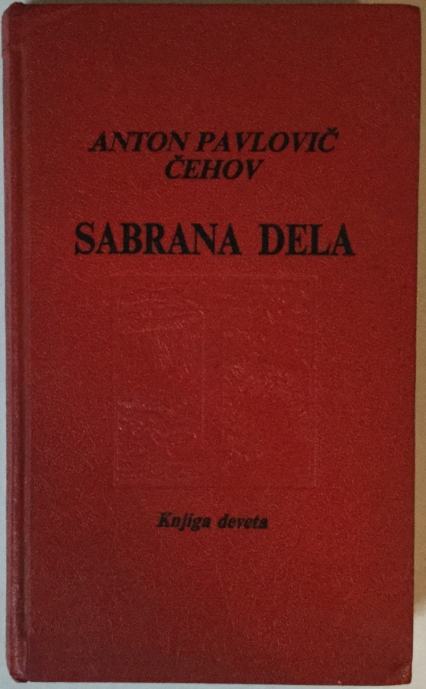 ANTON PAVLOVIČ
ČEHOV
SABRANA DELA
Knjiga deveta